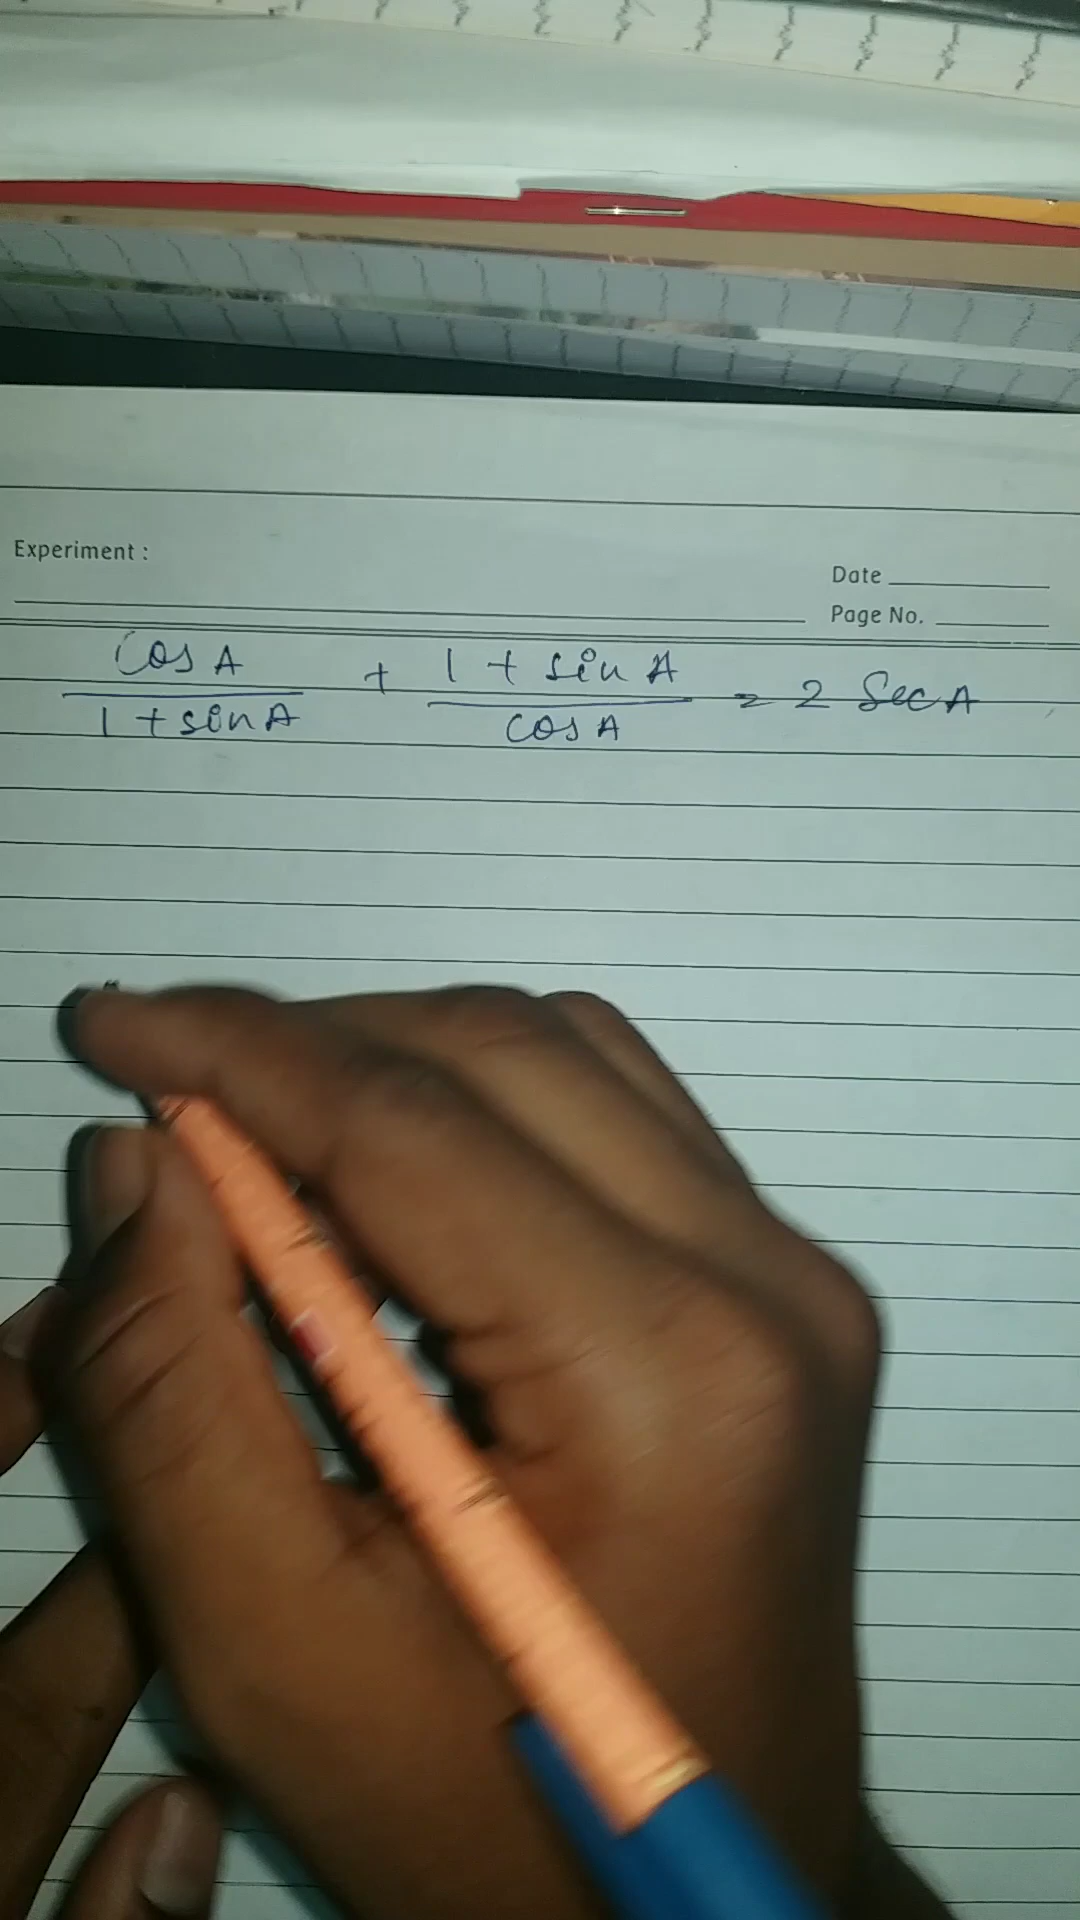 Experiment :
Date
Page No.
cos A / 1 + sin A + 1 + sin A / cos A = 2 Sec A